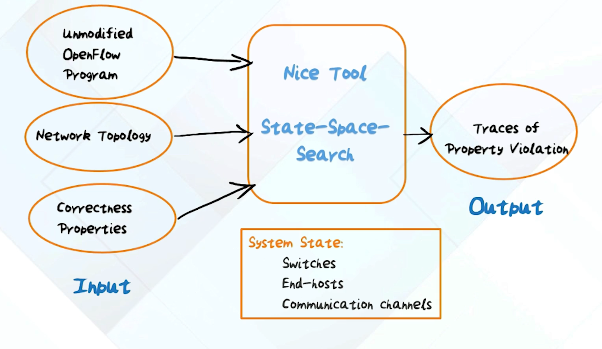 Unmodified
OpenFlow
Program
Network Topology
Correctness
Properties
Input
Nice Tool
State-Space-
Search
Traces of
Property Violation
Output
System State:
Switches
End-hosts
Communication channels